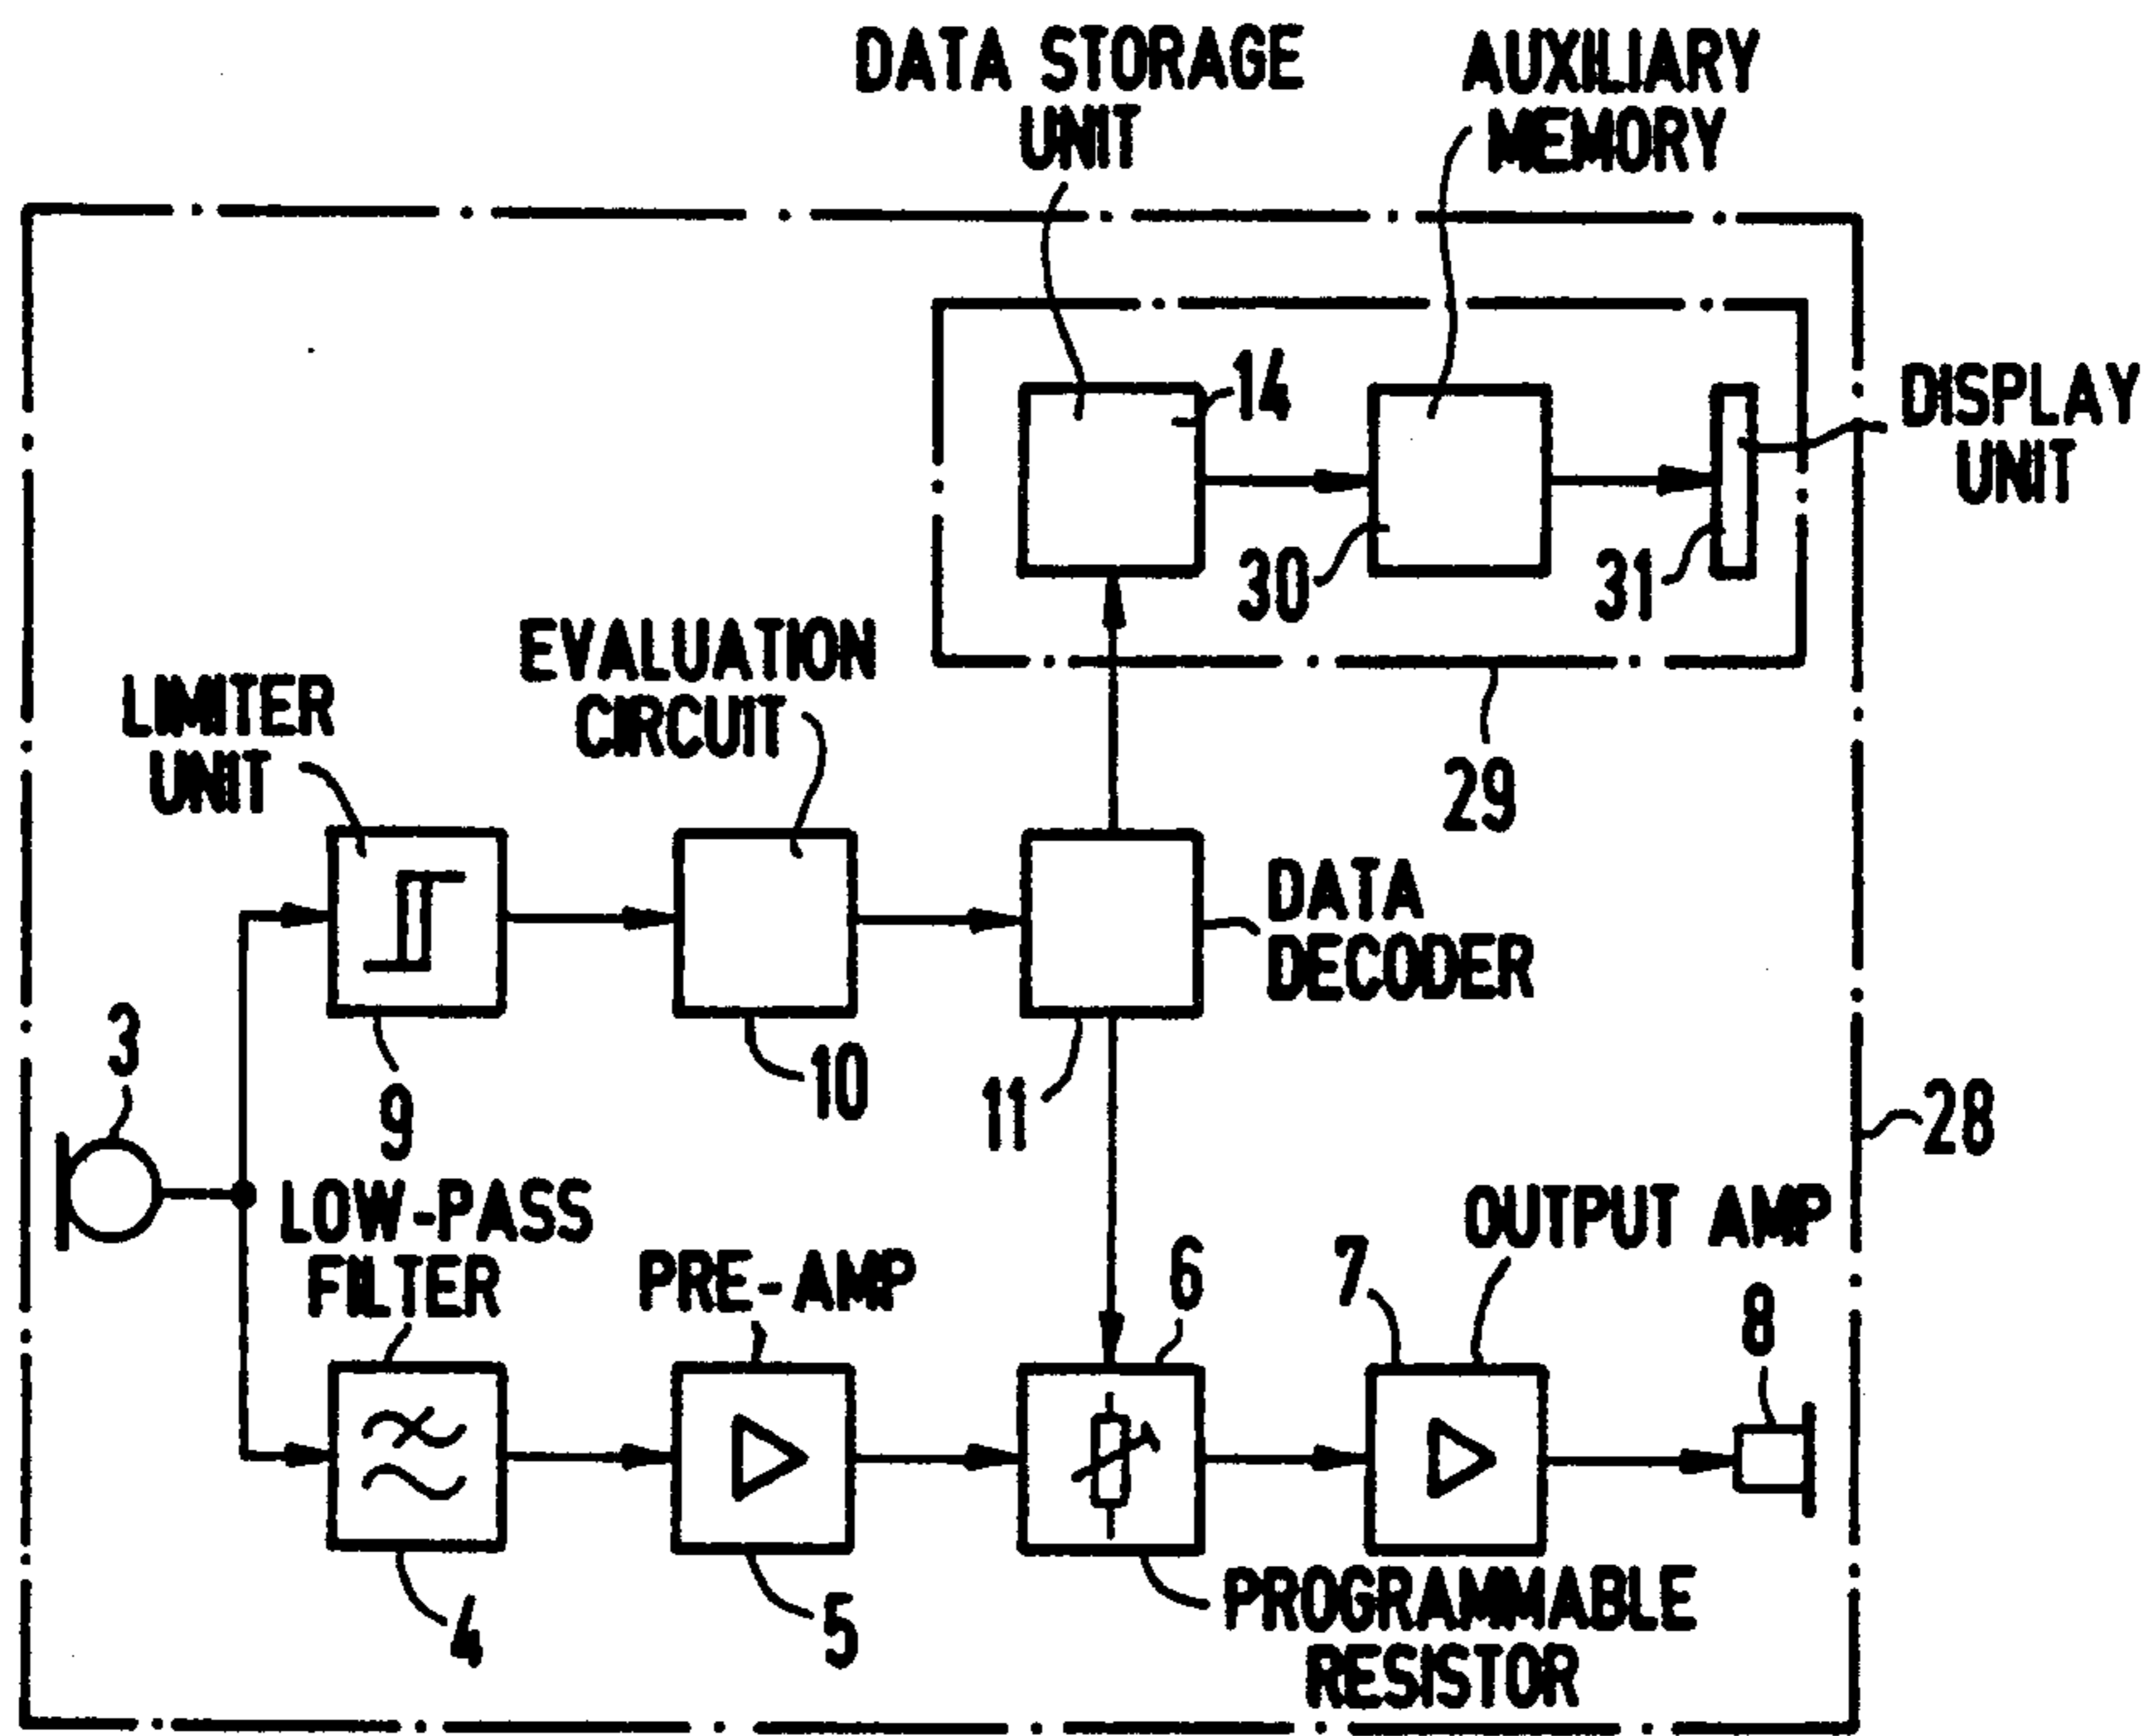 DATA STORAGE
UNIT
AUXILIARY
MEMORY
14
DISPLAY
UNIT
30
31
EVALUATION
CIRCUIT
LIMITER
UNIT
29
DATA
DECODER
3
9
10
11
28
LOW-PASS
FILTER
PRE-AMP
6
7
OUTPUT AMP
8
4
5
PROGRAMMABLE
RESISTOR